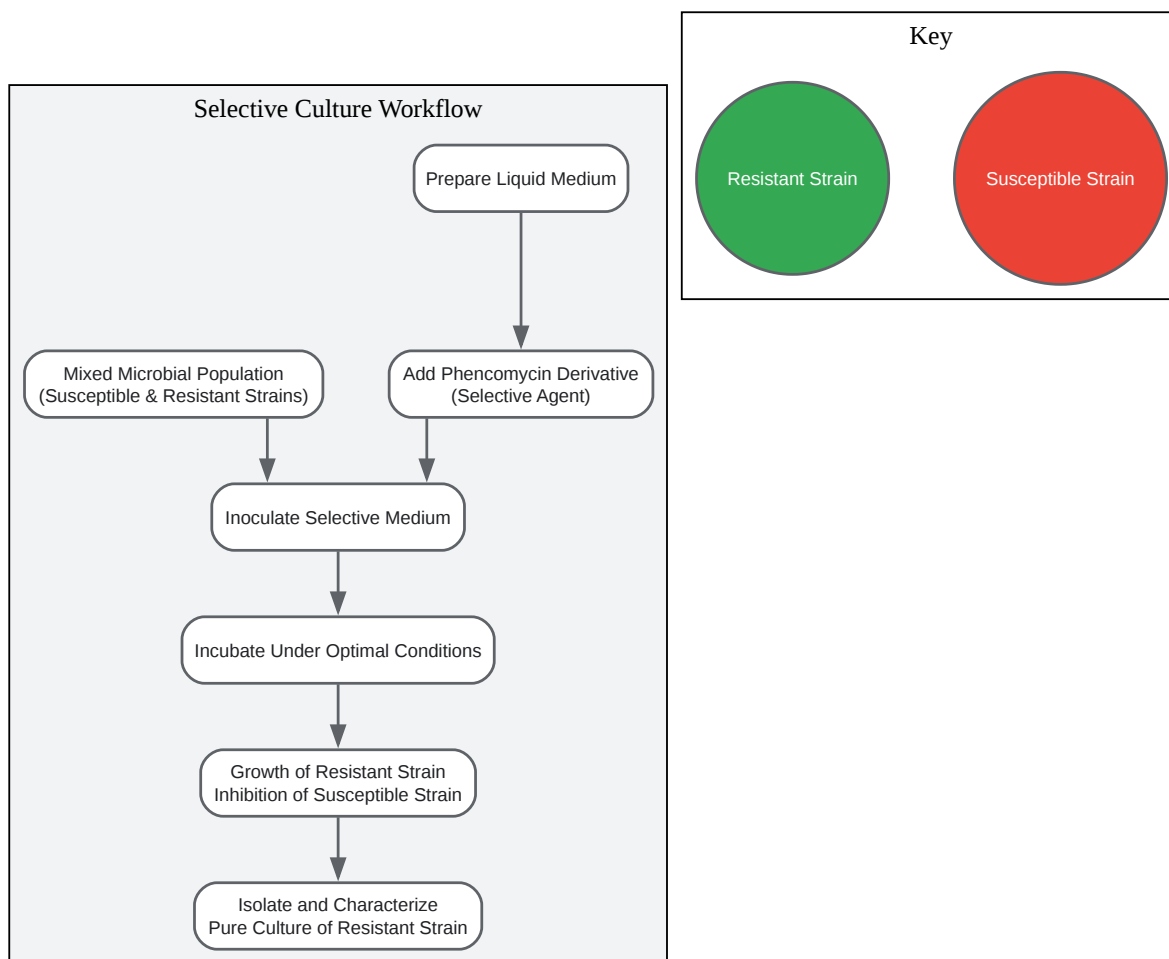 Selective Culture Workflow
Prepare Liquid Medium
Mixed Microbial Population
(Susceptible & Resistant Strains)
Add Phencomycin Derivative
(Selective Agent)
Inoculate Selective Medium
Incubate Under Optimal Conditions
Growth of Resistant Strain
Inhibition of Susceptible Strain
Isolate and Characterize
Pure Culture of Resistant Strain
Key
Resistant Strain
Susceptible Strain